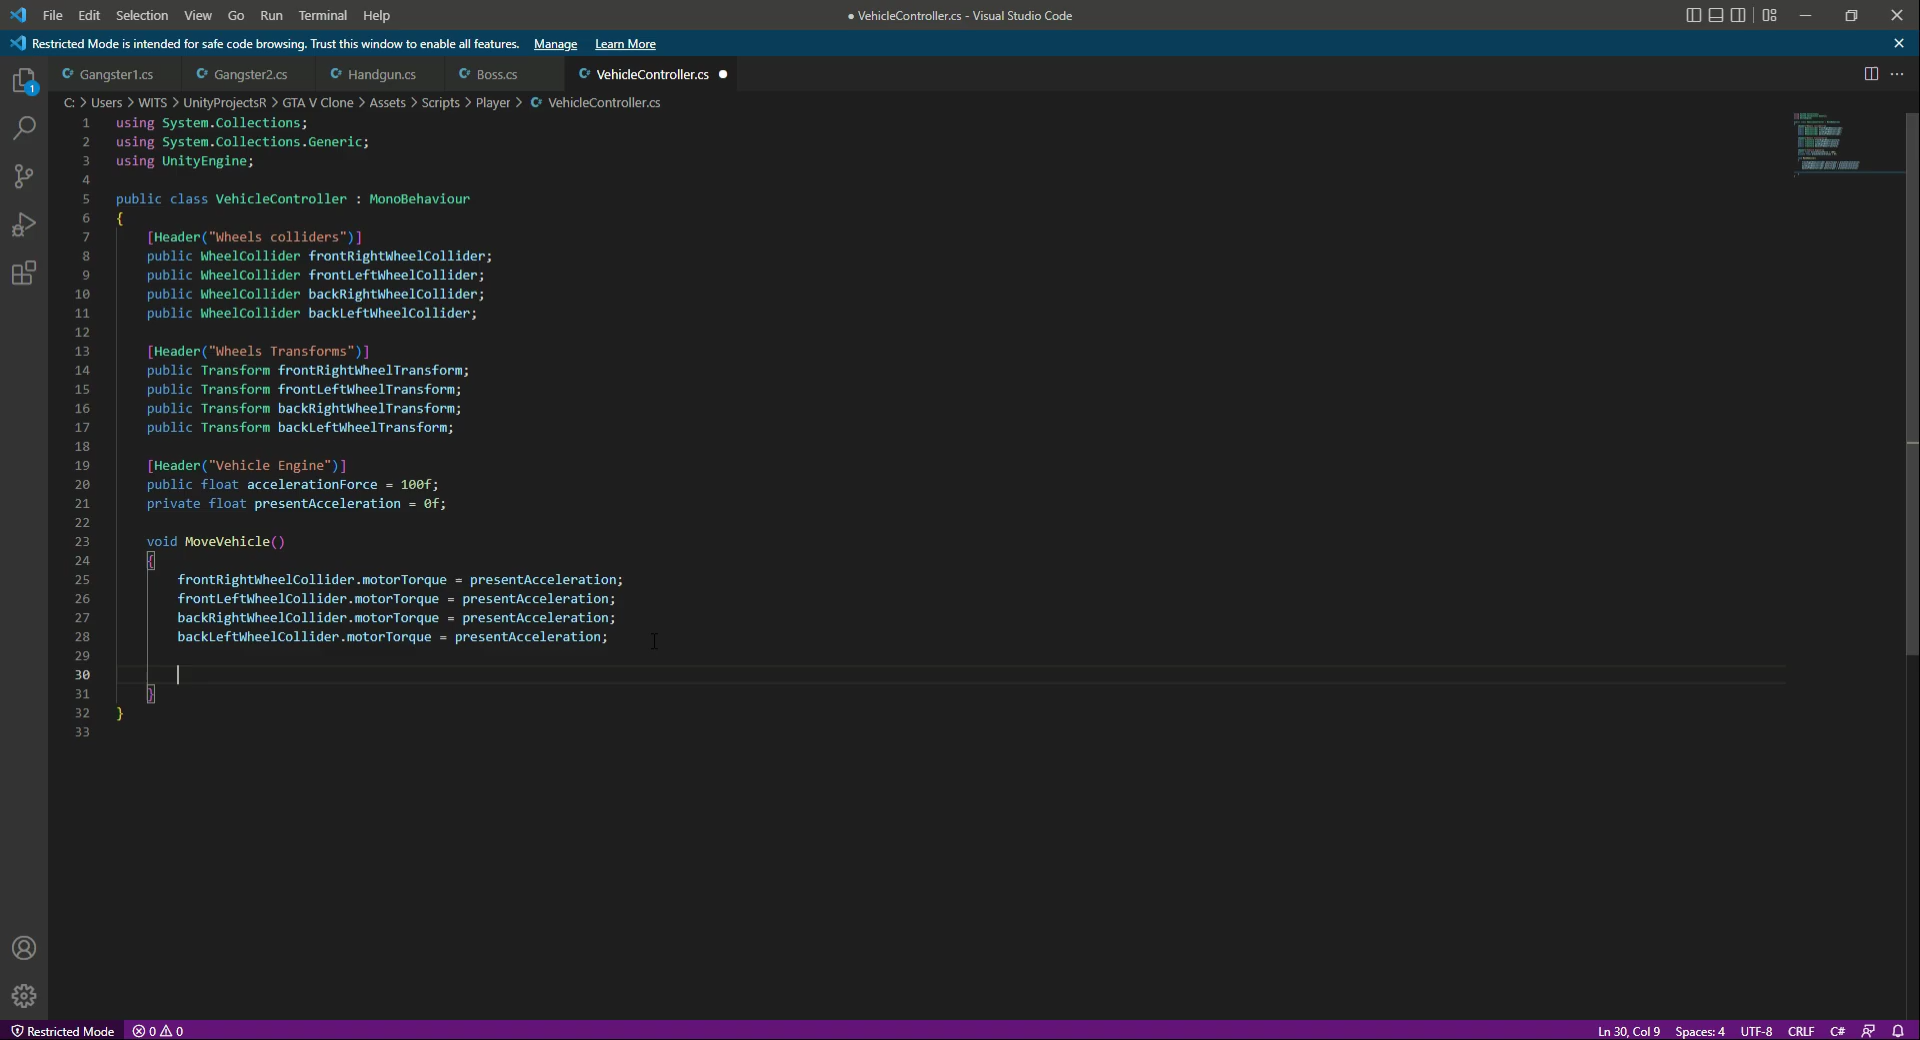 File Edit Selection View Go Run Terminal Help
● VehicleController.cs - Visual Studio Code
Restricted Mode is intended for safe code browsing. Trust this window to enable all features. Manage Learn More
Gangster1.cs Gangster2.cs Handgun.cs Boss.cs VehicleController.cs
1
C: > Users > WITS > UnityProjectsR > GTA V Clone > Assets > Scripts > Player > VehicleController.cs
1 using System.Collections;
2 using System.Collections.Generic;
3 using UnityEngine;
4
5 public class VehicleController : MonoBehaviour
6 {
7 [Header("Wheels colliders")]
8 public WheelCollider frontRightWheelCollider;
9 public WheelCollider frontLeftWheelCollider;
10 public WheelCollider backRightWheelCollider;
11 public WheelCollider backLeftWheelCollider;
12
13 [Header("Wheels Transforms")]
14 public Transform frontRightWheelTransform;
15 public Transform frontLeftWheelTransform;
16 public Transform backRightWheelTransform;
17 public Transform backLeftWheelTransform;
18
19 [Header("Vehicle Engine")]
20 public float accelerationForce = 100f;
21 private float presentAcceleration = 0f;
22
23 void MoveVehicle()
24 {
25 frontRightWheelCollider.motorTorque = presentAcceleration;
26 frontLeftWheelCollider.motorTorque = presentAcceleration;
27 backRightWheelCollider.motorTorque = presentAcceleration;
28 backLeftWheelCollider.motorTorque = presentAcceleration;
29
30
31 }
32 }
33
Restricted Mode 0 0 Ln 30, Col 9 Spaces: 4 UTF-8 CRLF C#